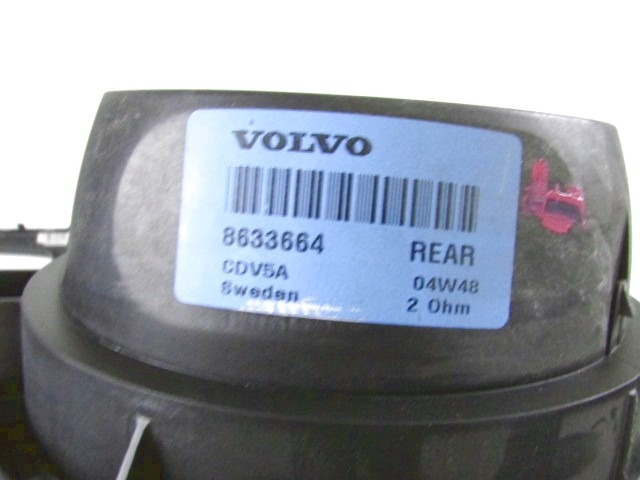 VOLVO
8633664 REAR
CDV5A 04W48
Sweden 2 Ohm